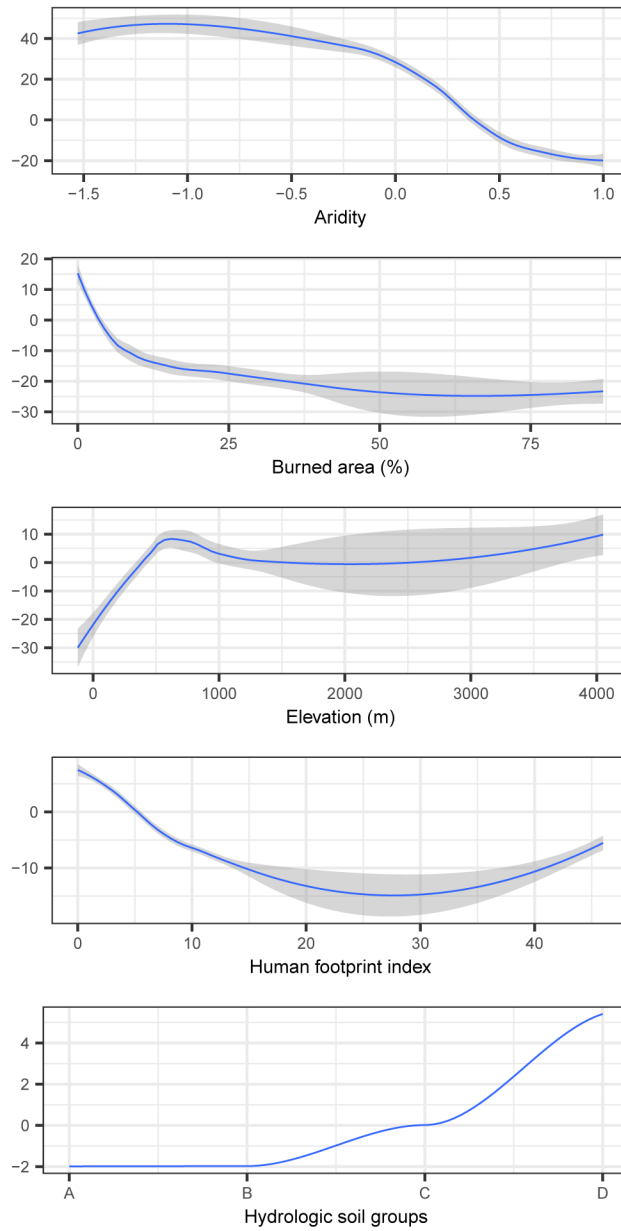 40
20
0
−20
−1.5 −1.0 −0.5 0.0 0.5 1.0
Aridity
20
10
0
−10
−20
−30
0 25 50 75
Burned area (%)
10
0
−10
−20
−30
0 1000 2000 3000 4000
Elevation (m)
0
−10
0 10 20 30 40
Human footprint index
4
2
0
−2
A B C D
Hydrologic soil groups